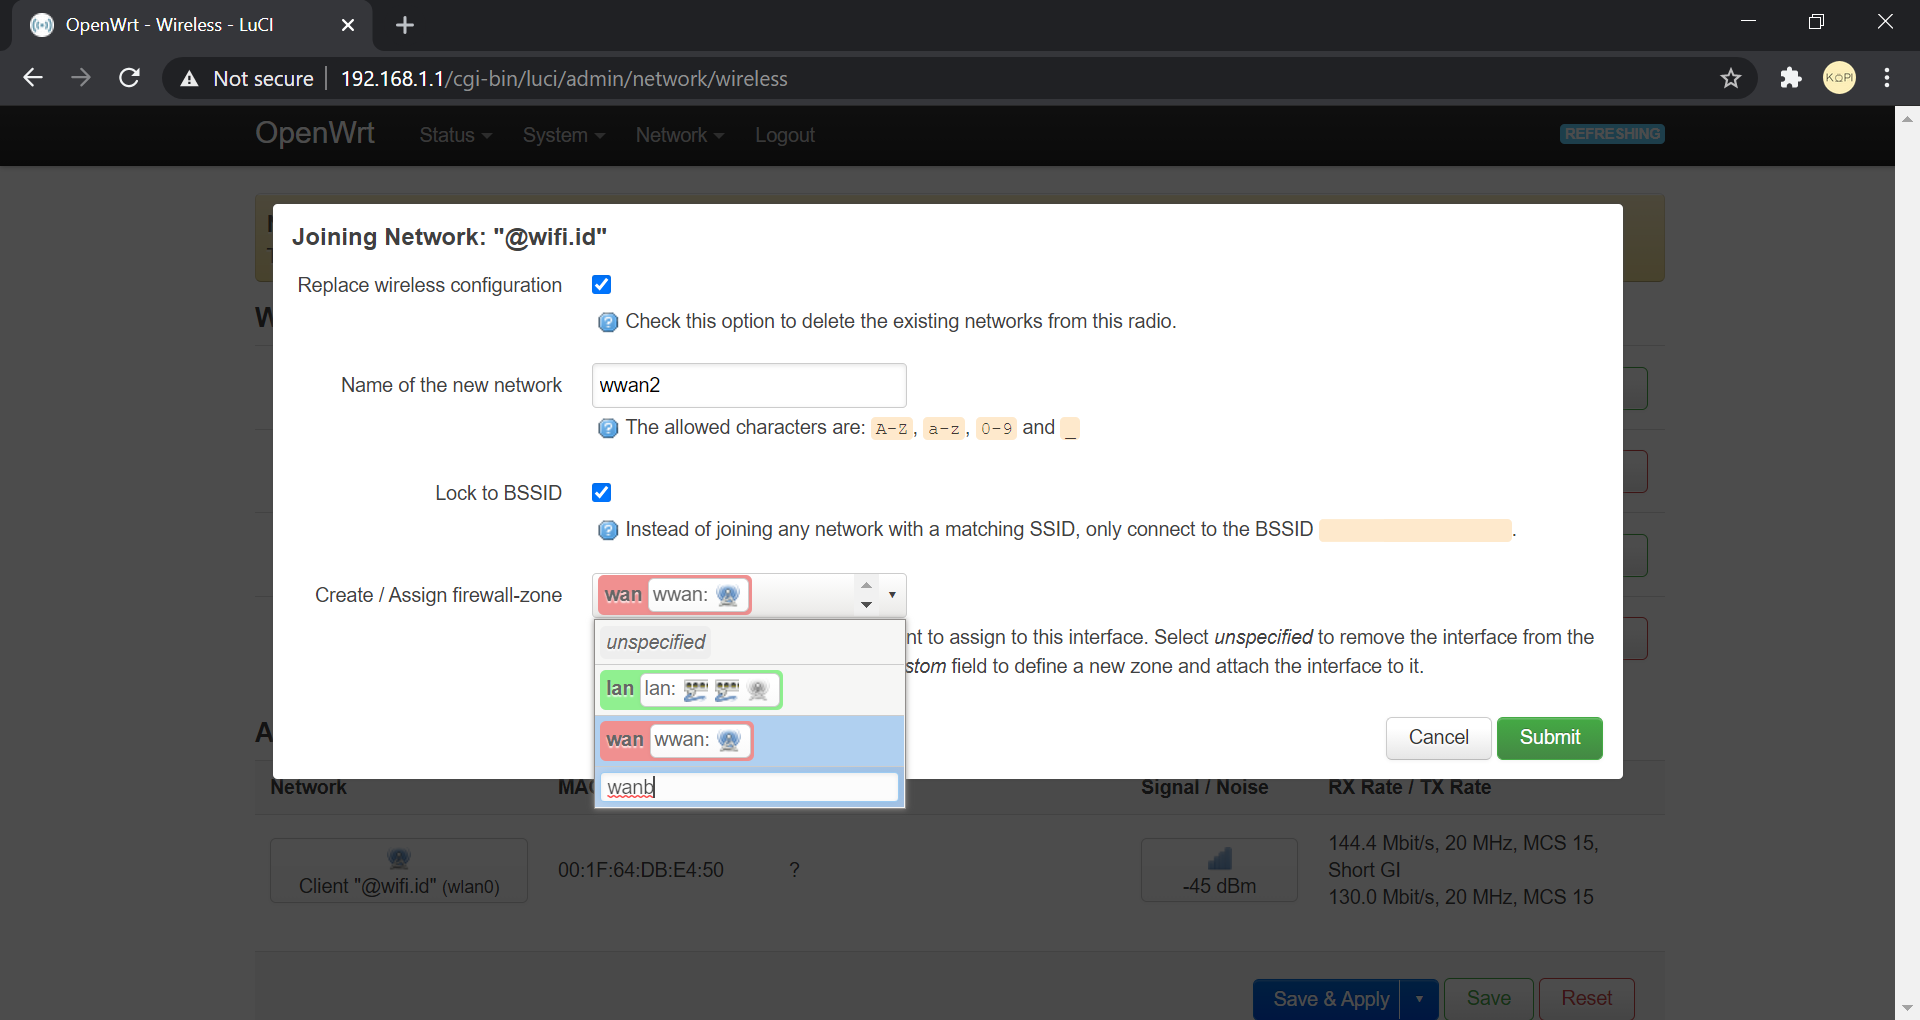 OpenWrt - Wireless - LuCI
Not secure 192.168.1.1/cgi-bin/luci/admin/network/wireless
KOPI
OpenWrt Status System Network Logout REFRESHING
Joining Network: "@wifi.id"
Replace wireless configuration
Check this option to delete the existing networks from this radio.
Name of the new network wwan2
The allowed characters are: A-Z, a-z, 0-9 and _
Lock to BSSID
Instead of joining any network with a matching SSID, only connect to the BSSID .
Create / Assign firewall-zone wan wwan:
unspecified
nt to assign to this interface. Select unspecified to remove the interface from the
stom field to define a new zone and attach the interface to it.
lan lan:
wan wwan:
wanb
Cancel Submit
Network MA Signal / Noise RX Rate / TX Rate
Client "@wifi.id" (wlan0) 00:1F:64:DB:E4:50 ? -45 dBm
144.4 Mbit/s, 20 MHz, MCS 15,
Short GI
130.0 Mbit/s, 20 MHz, MCS 15
Save & Apply Save Reset